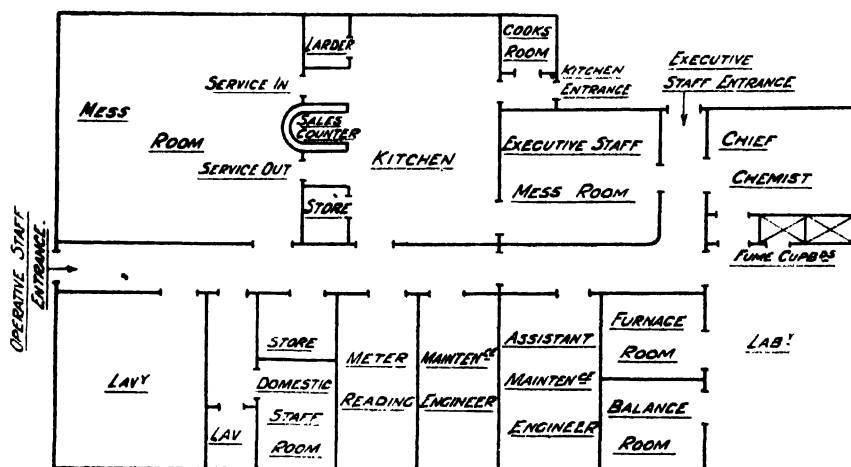 COOKS
ROOM
LARDER
EXECUTIVE
STAFF ENTRANCE
KITCHEN
ENTRANCE
SERVICE IN
MESS
ROOM
SALES
COUNTER
SERVICE OUT
KITCHEN
STORE
EXECUTIVE STAFF
MESS ROOM
CHIEF
CHEMIST
FUME CUPBDS
OPERATIVE STAFF
ENTRANCE.
LAVY
LAV
STORE
DOMESTIC
STAFF
ROOM
METER
READING
MAINTENCE
ENGINEER
ASSISTANT
MAINTENCE
ENGINEER
FURNACE
ROOM
BALANCE
ROOM
LABY